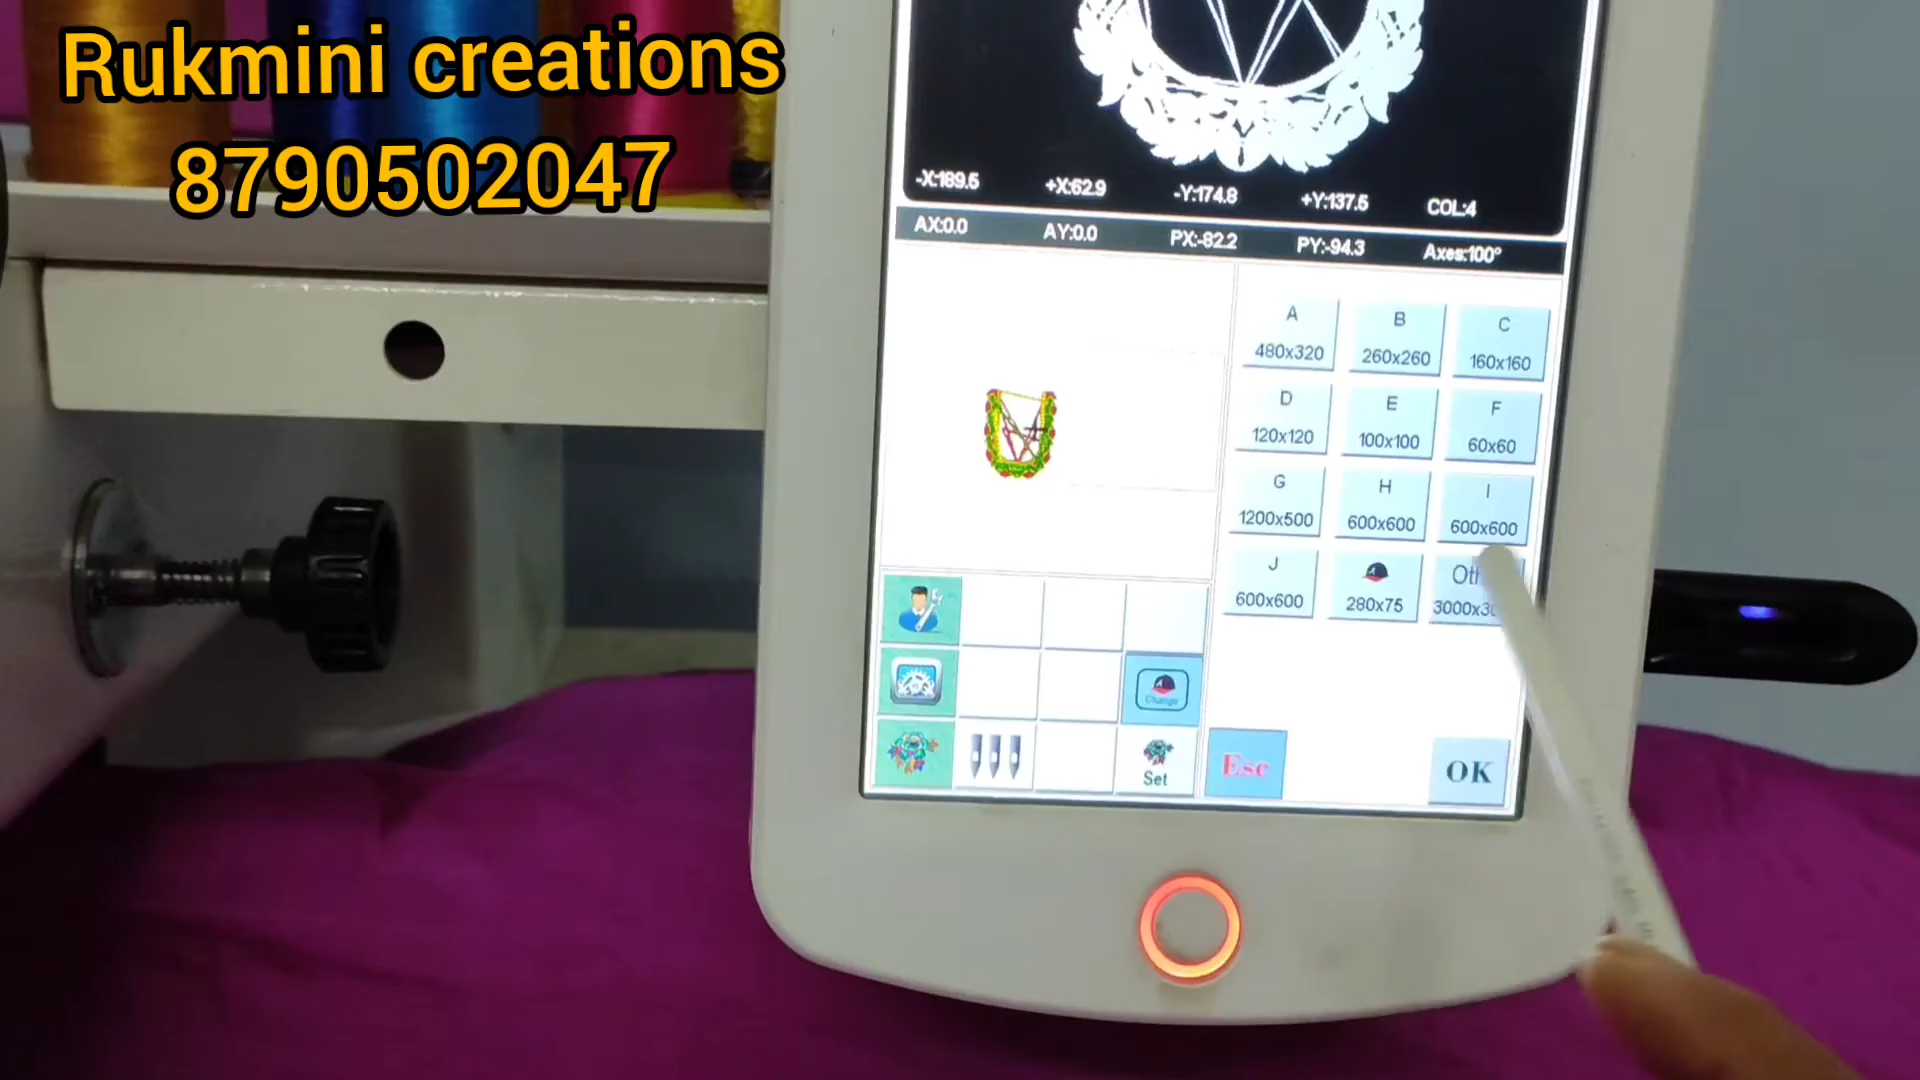 Rukmini creations
8790502047
-X:189.5 +X:62.9 -Y:174.8 +Y:137.5 COL:4
AX:0.0 AY:0.0 PX:-82.2 PY:-94.3 Axes:100°
A B C
480x320 260x260 160x160
D E F
120x120 100x100 60x60
G H I
1200x500 600x600 600x600
J
600x600 280x75
Change
Set
Esc OK